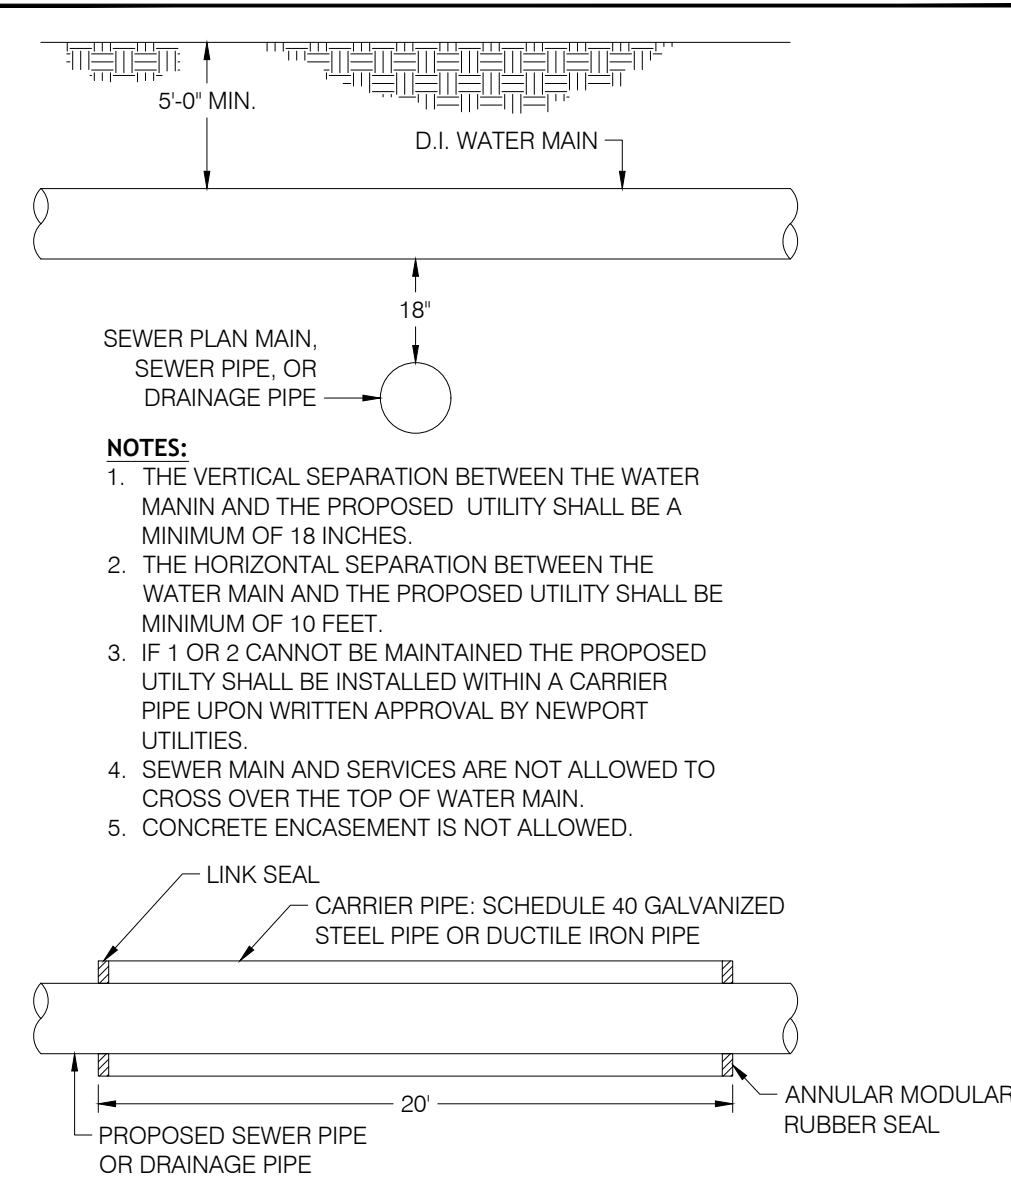 5'-0" MIN.
D.I. WATER MAIN
18"
SEWER PLAN MAIN,
SEWER PIPE, OR
DRAINAGE PIPE
NOTES:
1. THE VERTICAL SEPARATION BETWEEN THE WATER
MANIN AND THE PROPOSED UTILITY SHALL BE A
MINIMUM OF 18 INCHES.
2. THE HORIZONTAL SEPARATION BETWEEN THE
WATER MAIN AND THE PROPOSED UTILITY SHALL BE
MINIMUM OF 10 FEET.
3. IF 1 OR 2 CANNOT BE MAINTAINED THE PROPOSED
UTILTY SHALL BE INSTALLED WITHIN A CARRIER
PIPE UPON WRITTEN APPROVAL BY NEWPORT
UTILITIES.
4. SEWER MAIN AND SERVICES ARE NOT ALLOWED TO
CROSS OVER THE TOP OF WATER MAIN.
5. CONCRETE ENCASEMENT IS NOT ALLOWED.
LINK SEAL
CARRIER PIPE: SCHEDULE 40 GALVANIZED
STEEL PIPE OR DUCTILE IRON PIPE
20'
ANNULAR MODULAR
RUBBER SEAL
PROPOSED SEWER PIPE
OR DRAINAGE PIPE